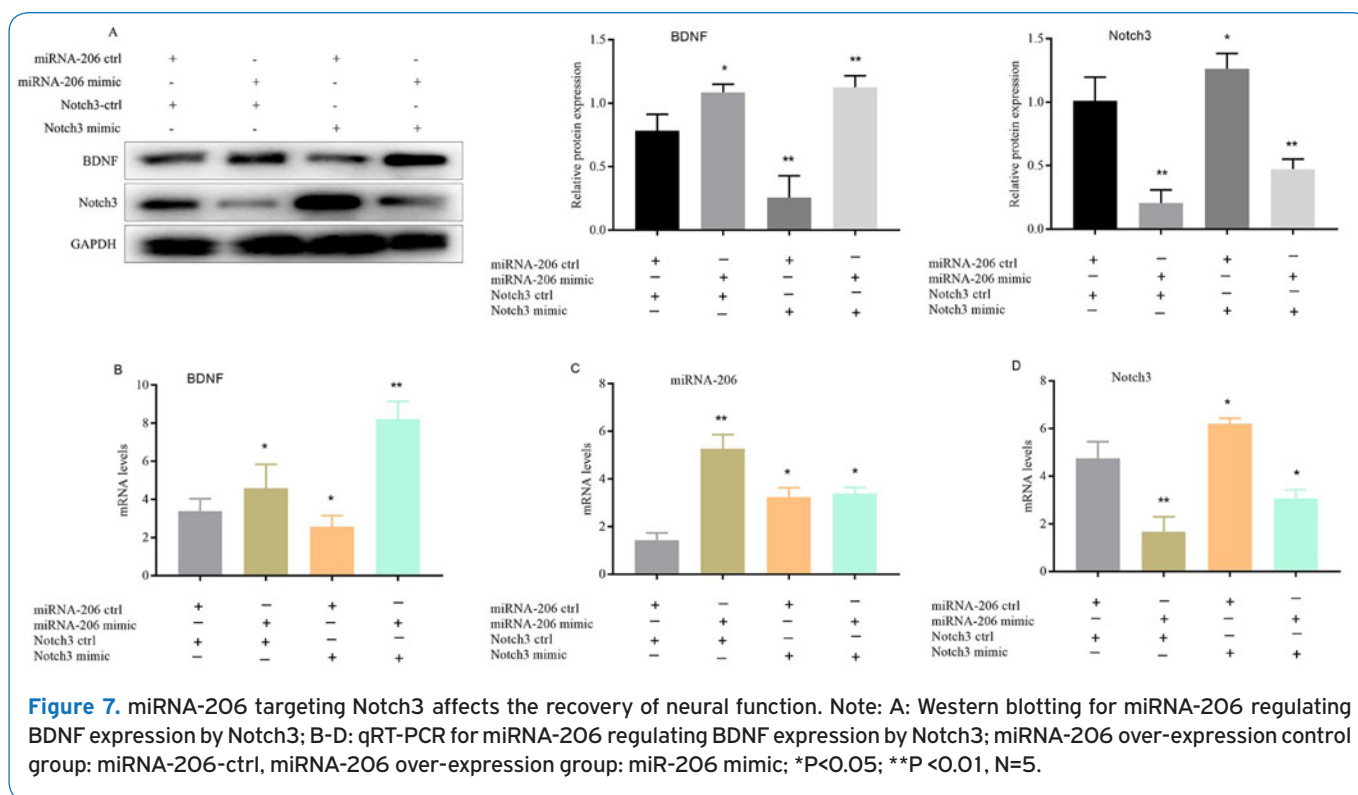 A
miRNA-206 ctrl + - + -
miRNA-206 mimic - + - +
Notch3-ctrl + + - -
Notch3 mimic - - + +
BDNF
Notch3
GAPDH
BDNF
Relative protein expression
1.5
1.0
0.5
0.0
* ** **
miRNA-206 ctrl + − + −
miRNA-206 mimic − + − +
Notch3 ctrl + + − −
Notch3 mimic − − + +
Notch3
Relative protein expression
1.5
1.0
0.5
0.0
** * **
miRNA-206 ctrl + − + −
miRNA-206 mimic − + − +
Notch3 ctrl + + − −
Notch3 mimic − − + +
B
BDNF
mRNA levels
10
8
6
4
2
0
* * **
miRNA-206 ctrl + − + −
miRNA-206 mimic − + − +
Notch3 ctrl + + − −
Notch3 mimic − − + +
C
miRNA-206
mRNA levels
8
6
4
2
0
** * *
miRNA-206 ctrl + − + −
miRNA-206 mimic − + − +
Notch3 ctrl + + − −
Notch3 mimic − − + +
D
Notch3
mRNA levels
8
6
4
2
0
** * *
miRNA-206 ctrl + − + −
miRNA-206 mimic − + − +
Notch3 ctrl + + − −
Notch3 mimic − − + +
Figure 7. miRNA-206 targeting Notch3 affects the recovery of neural function. Note: A: Western blotting for miRNA-206 regulating
BDNF expression by Notch3; B-D: qRT-PCR for miRNA-206 regulating BDNF expression by Notch3; miRNA-206 over-expression control
group: miRNA-206-ctrl, miRNA-206 over-expression group: miR-206 mimic; *P<0.05; **P <0.01, N=5.